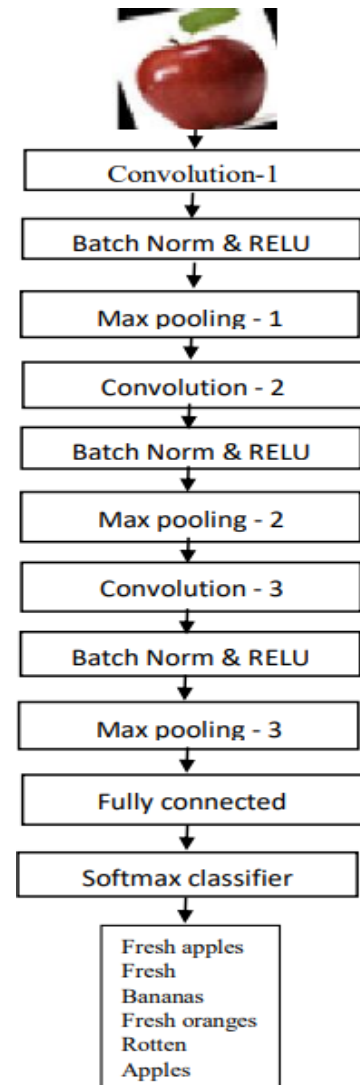 Convolution-1
Batch Norm & RELU
Max pooling - 1
Convolution - 2
Batch Norm & RELU
Max pooling - 2
Convolution - 3
Batch Norm & RELU
Max pooling - 3
Fully connected
Softmax classifier
Fresh apples
Fresh
Bananas
Fresh oranges
Rotten
Apples